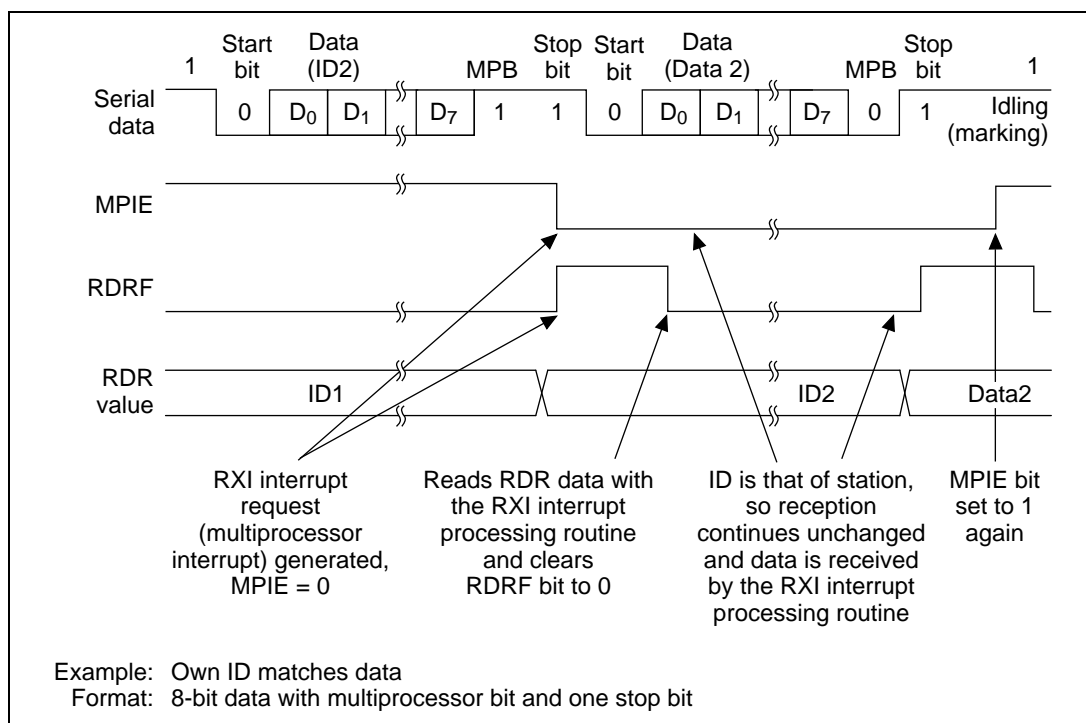 Start bit Data (ID2) MPB Stop bit Start bit Data (Data 2) MPB Stop bit
1 1
Serial data 0 D0 D1 D7 1 1 0 D0 D1 D7 0 1 Idling (marking)
MPIE
RDRF
RDR value ID1 ID2 Data2
RXI interrupt
request
(multiprocessor
interrupt) generated,
MPIE = 0
Reads RDR data with
the RXI interrupt
processing routine
and clears
RDRF bit to 0
ID is that of station,
so reception
continues unchanged
and data is received
by the RXI interrupt
processing routine
MPIE bit
set to 1
again
Example: Own ID matches data
Format: 8-bit data with multiprocessor bit and one stop bit